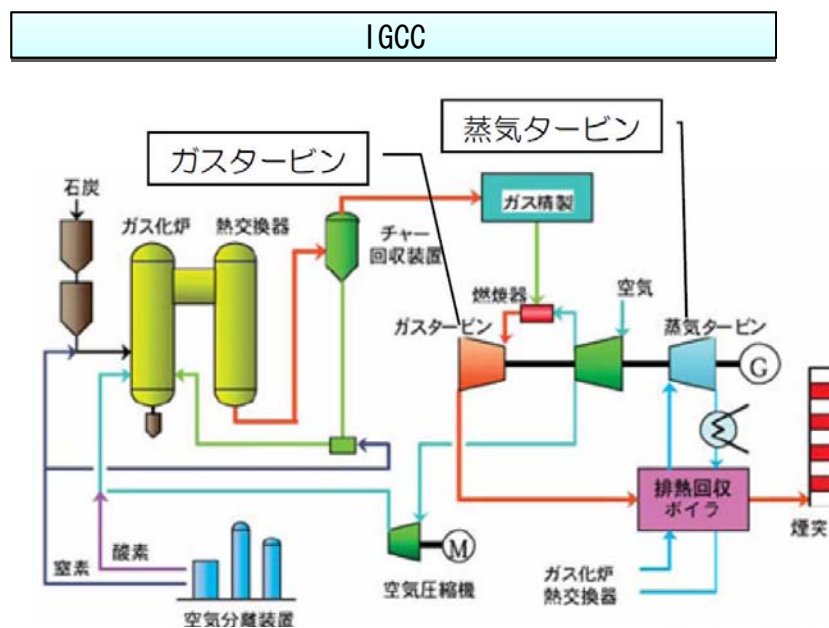 IGCC
蒸気タービン
ガスタービン
石炭
ガス化炉
熱交換器
チャー
回収装置
ガス精製
燃焼器
空気
ガスタービン
蒸気タービン
G
排熱回収
ボイラ
煙突
M
酸素
窒素
空気圧縮機
ガス化炉
熱交換器
空気分離装置